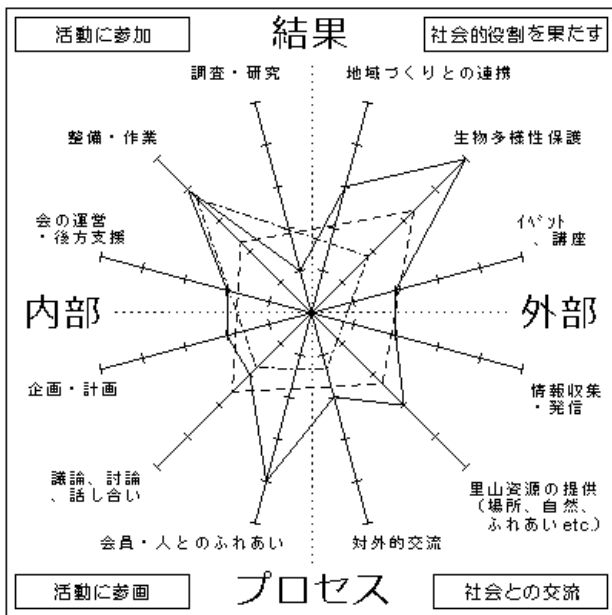 活動に参加
結果
社会的役割を果たす
調査・研究
地域づくりとの連携
整備・作業
生物多様性保護
会の運営
・後方支援
イベント
、講座
内部
外部
企画・計画
情報収集
・発信
議論、討論
、話し合い
里山資源の提供
(場所、自然、
ふれあいetc.)
会員・人とのふれあい
対外的交流
活動に参画
プロセス
社会との交流